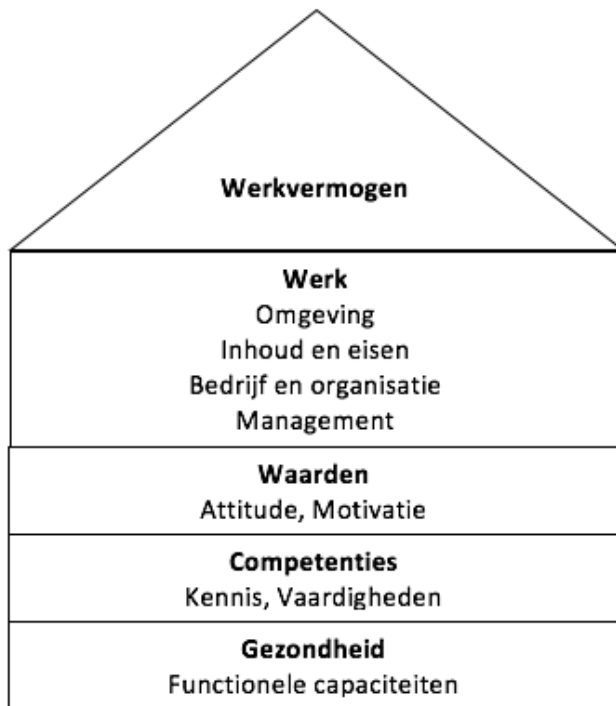 Werkvermogen
Werk
Omgeving
Inhoud en eisen
Bedrijf en organisatie
Management
Waarden
Attitude, Motivatie
Competenties
Kennis, Vaardigheden
Gezondheid
Functionele capaciteiten